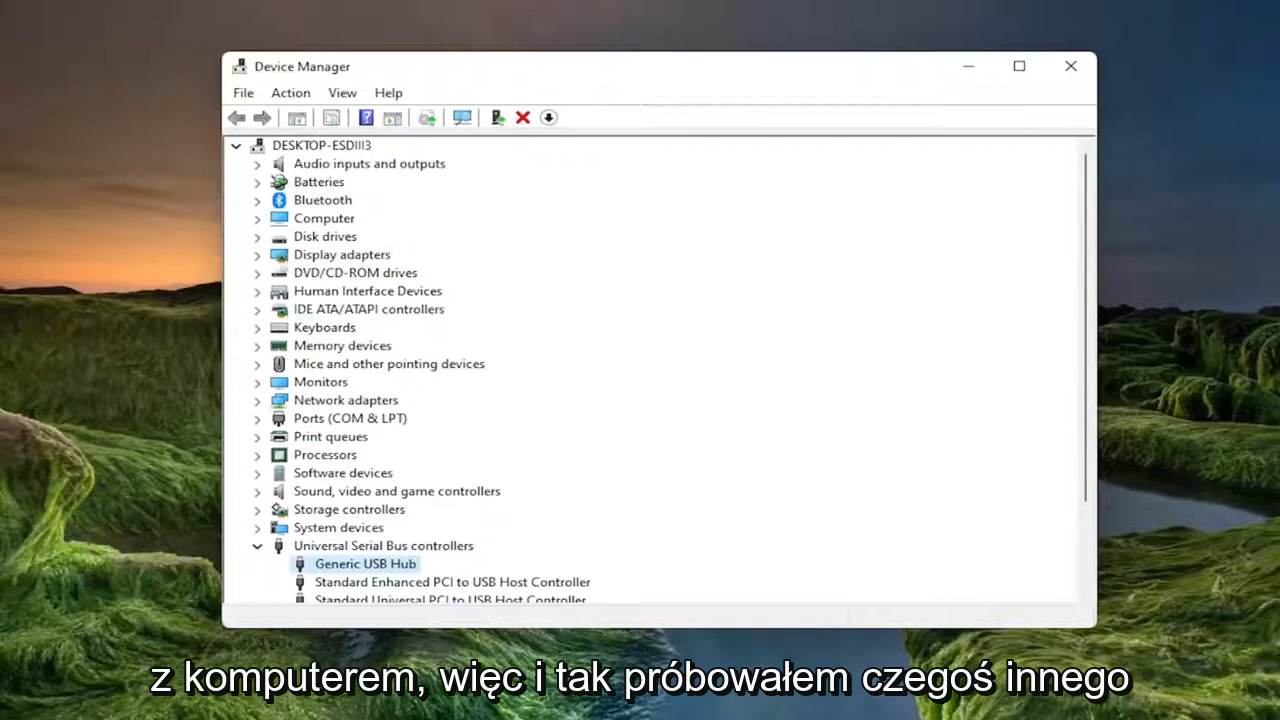 Device Manager
File Action View Help
DESKTOP-ESDIII3
Audio inputs and outputs
Batteries
Bluetooth
Computer
Disk drives
Display adapters
DVD/CD-ROM drives
Human Interface Devices
IDE ATA/ATAPI controllers
Keyboards
Memory devices
Mice and other pointing devices
Monitors
Network adapters
Ports (COM & LPT)
Print queues
Processors
Software devices
Sound, video and game controllers
Storage controllers
System devices
Universal Serial Bus controllers
Generic USB Hub
Standard Enhanced PCI to USB Host Controller
Standard Universal PCI to USB Host Controller
z komputerem, więc i tak próbowałem czegoś innego